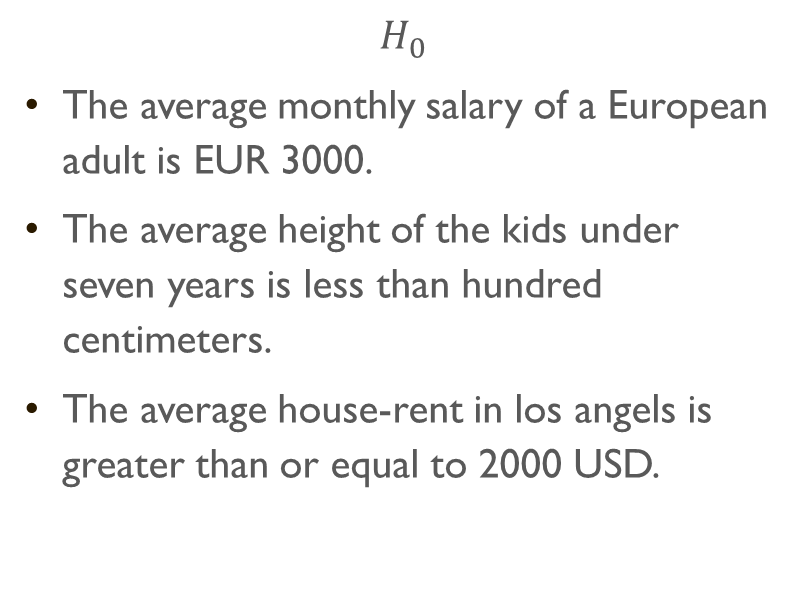 H₀
• The average monthly salary of a European
adult is EUR 3000.
• The average height of the kids under
seven years is less than hundred
centimeters.
• The average house-rent in los angels is
greater than or equal to 2000 USD.